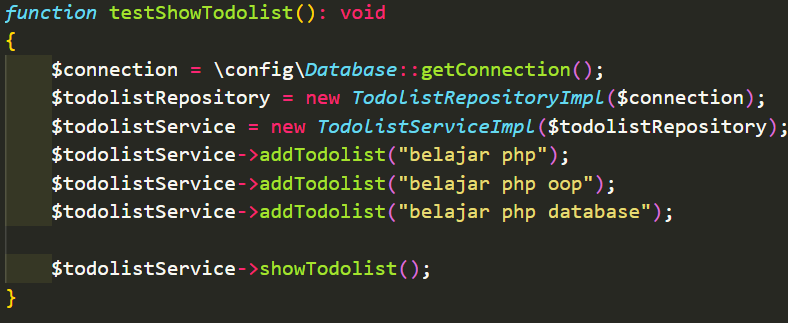 function testShowTodolist(): void
{
    $connection = \config\Database::getConnection();
    $todolistRepository = new TodolistRepositoryImpl($connection);
    $todolistService = new TodolistServiceImpl($todolistRepository);
    $todolistService->addTodolist("belajar php");
    $todolistService->addTodolist("belajar php oop");
    $todolistService->addTodolist("belajar php database");

    $todolistService->showTodolist();
}